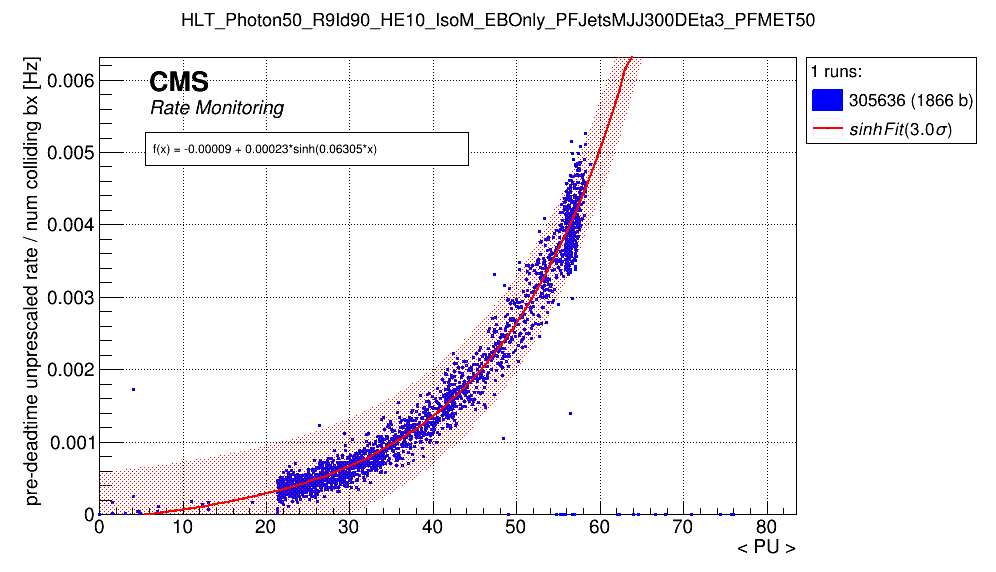 HLT_Photon50_R9Id90_HE10_IsoM_EBOnly_PFJetsMJJ300DEta3_PFMET50
pre-deadtime unprescaled rate / num colliding bx [Hz]
CMS
Rate Monitoring
f(x) = -0.00009 + 0.00023*sinh(0.06305*x)
1 runs:
305636 (1866 b)
sinhFit(3.0σ)
0.006
0.005
0.004
0.003
0.002
0.001
0
0 10 20 30 40 50 60 70 80
< PU >